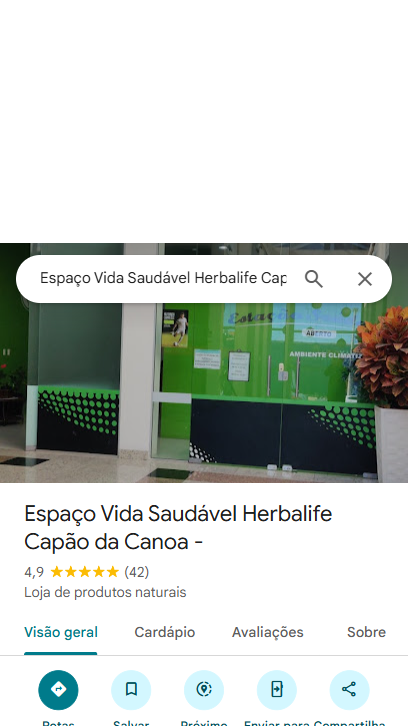 Espaço Vida Saudável Herbalife Cap
ABERTO
AMBIENTE CLIMATIZ
Espaço Vida Saudável Herbalife
Capão da Canoa -
4,9 ★★★★★ (42)
Loja de produtos naturais
Visão geral Cardápio Avaliações Sobre
Rotas Salvar Próximo Enviar para Compartilha